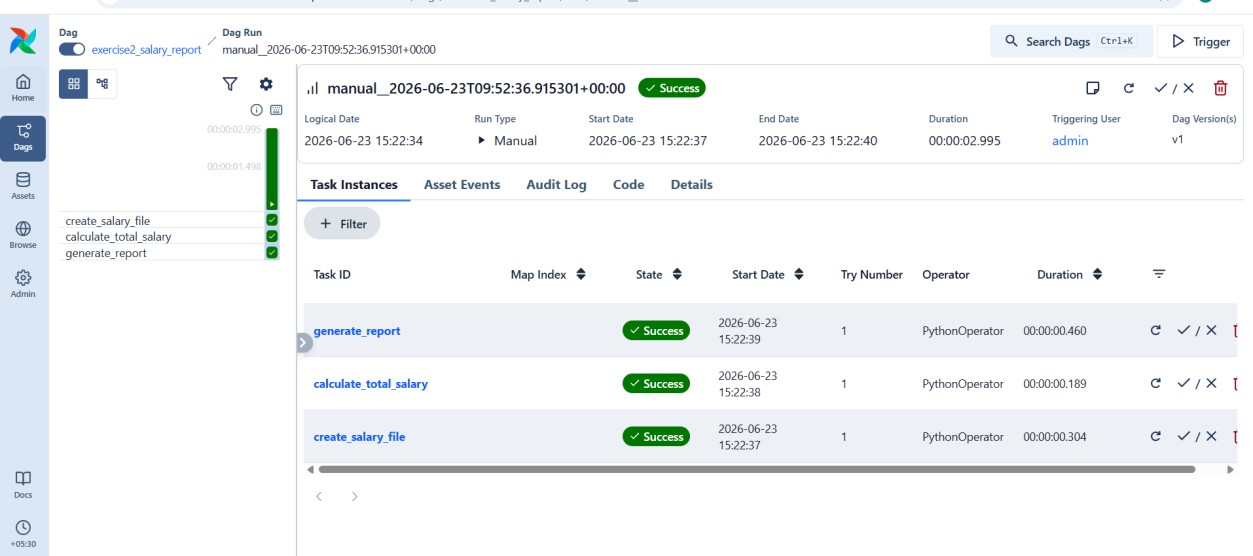 Dag
exercise2_salary_report
/
Dag Run
manual__2026-06-23T09:52:36.915301+00:00
Search Dags Ctrl+K
Trigger
Home
Dags
Assets
Browse
Admin
Docs
+05:30
00:00:02.995
00:00:01.498
create_salary_file
calculate_total_salary
generate_report
manual__2026-06-23T09:52:36.915301+00:00 Success
/
Logical Date Run Type Start Date End Date Duration Triggering User Dag Version(s)
2026-06-23 15:22:34 Manual 2026-06-23 15:22:37 2026-06-23 15:22:40 00:00:02.995 admin v1
Task Instances Asset Events Audit Log Code Details
+ Filter
Task ID Map Index State Start Date Try Number Operator Duration
generate_report Success 2026-06-23 15:22:39 1 PythonOperator 00:00:00.460 /
calculate_total_salary Success 2026-06-23 15:22:38 1 PythonOperator 00:00:00.189 /
create_salary_file Success 2026-06-23 15:22:37 1 PythonOperator 00:00:00.304 /